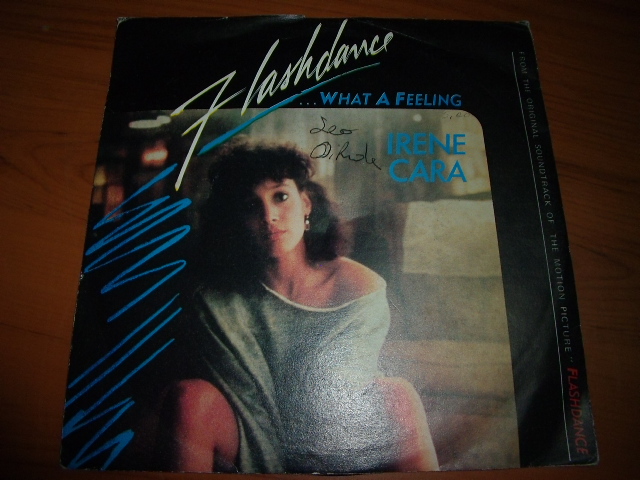 Flashdance
...WHAT A FEELING
IRENE
CARA
FROM THE ORIGINAL SOUNDTRACK OF THE MOTION PICTURE "FLASHDANCE